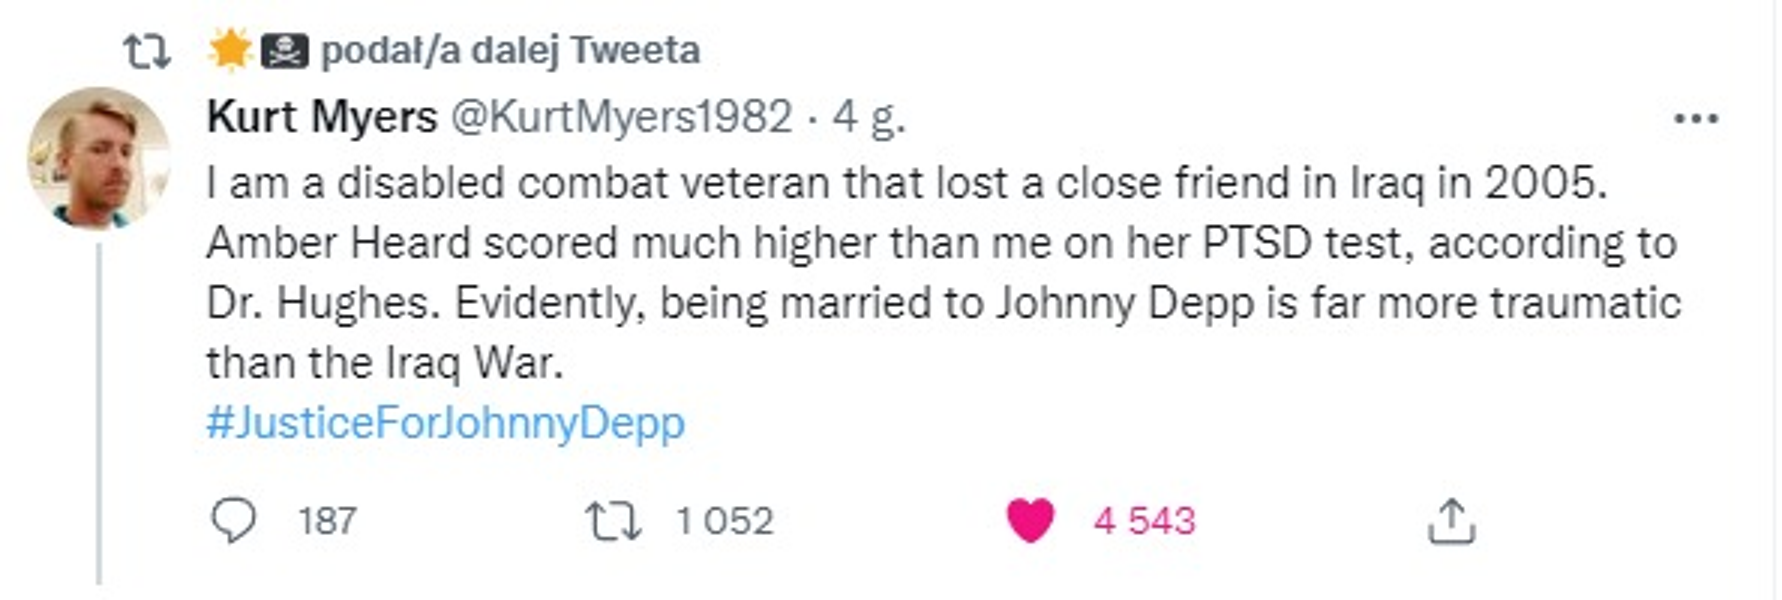 podał/a dalej Tweeta
Kurt Myers @KurtMyers1982 · 4 g.
I am a disabled combat veteran that lost a close friend in Iraq in 2005.
Amber Heard scored much higher than me on her PTSD test, according to
Dr. Hughes. Evidently, being married to Johnny Depp is far more traumatic
than the Iraq War.
#JusticeForJohnnyDepp
187 1 052 4 543